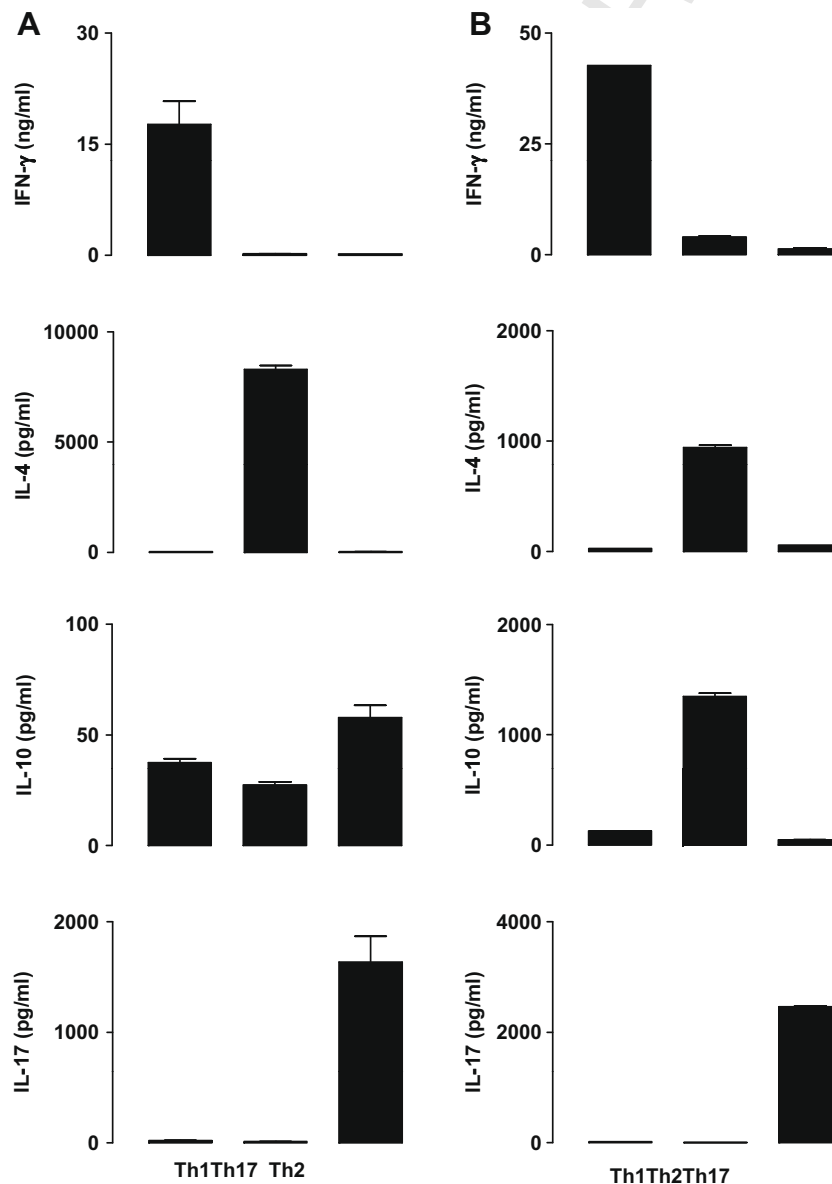 A
30
15
0
IFN-γ (ng/ml)
B
50
25
0
IFN-γ (ng/ml)
10000
5000
0
IL-4 (pg/ml)
2000
1000
0
IL-4 (pg/ml)
100
50
0
IL-10 (pg/ml)
2000
1000
0
IL-10 (pg/ml)
2000
1000
0
IL-17 (pg/ml)
4000
2000
0
IL-17 (pg/ml)
Th1Th17 Th2
Th1Th2Th17